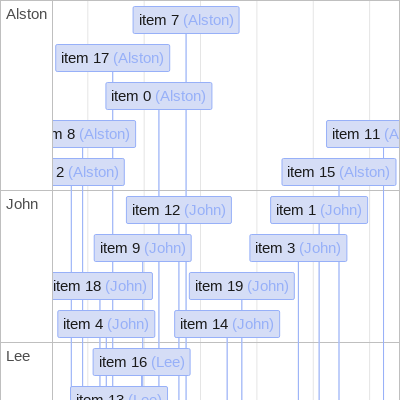 Alston
item 7 (Alston)
item 17 (Alston)
item 0 (Alston)
m 8 (Alston)
item 11 (A
2 (Alston)
item 15 (Alston)
John
item 12 (John)
item 1 (John)
item 9 (John)
item 3 (John)
item 18 (John)
item 19 (John)
item 4 (John)
item 14 (John)
Lee
item 16 (Lee)
item 13 (Lee)